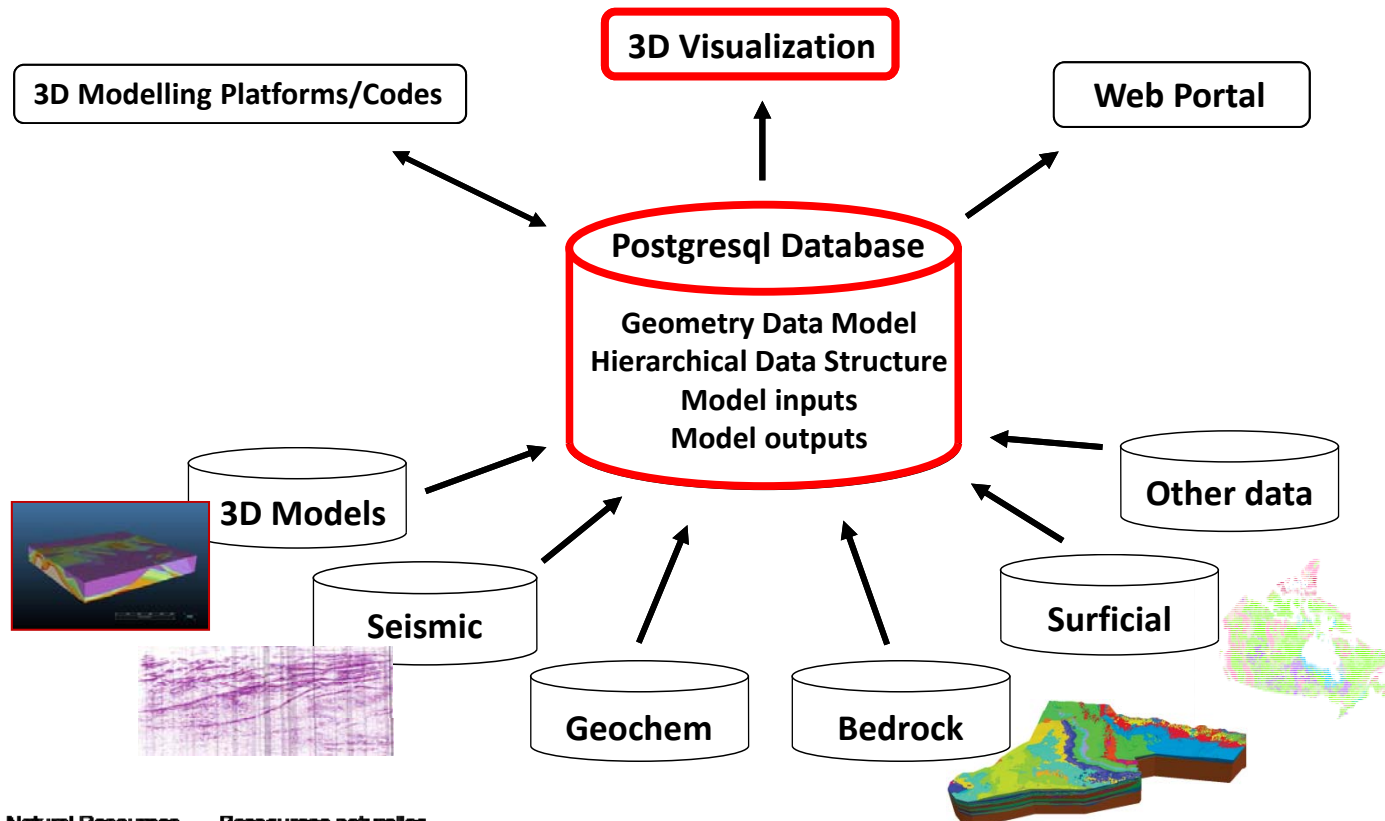 3D Visualization
3D Modelling Platforms/Codes
Web Portal
Postgresql Database
Geometry Data Model
Hierarchical Data Structure
Model inputs
Model outputs
3D Models
Other data
Seismic
Surficial
Geochem
Bedrock